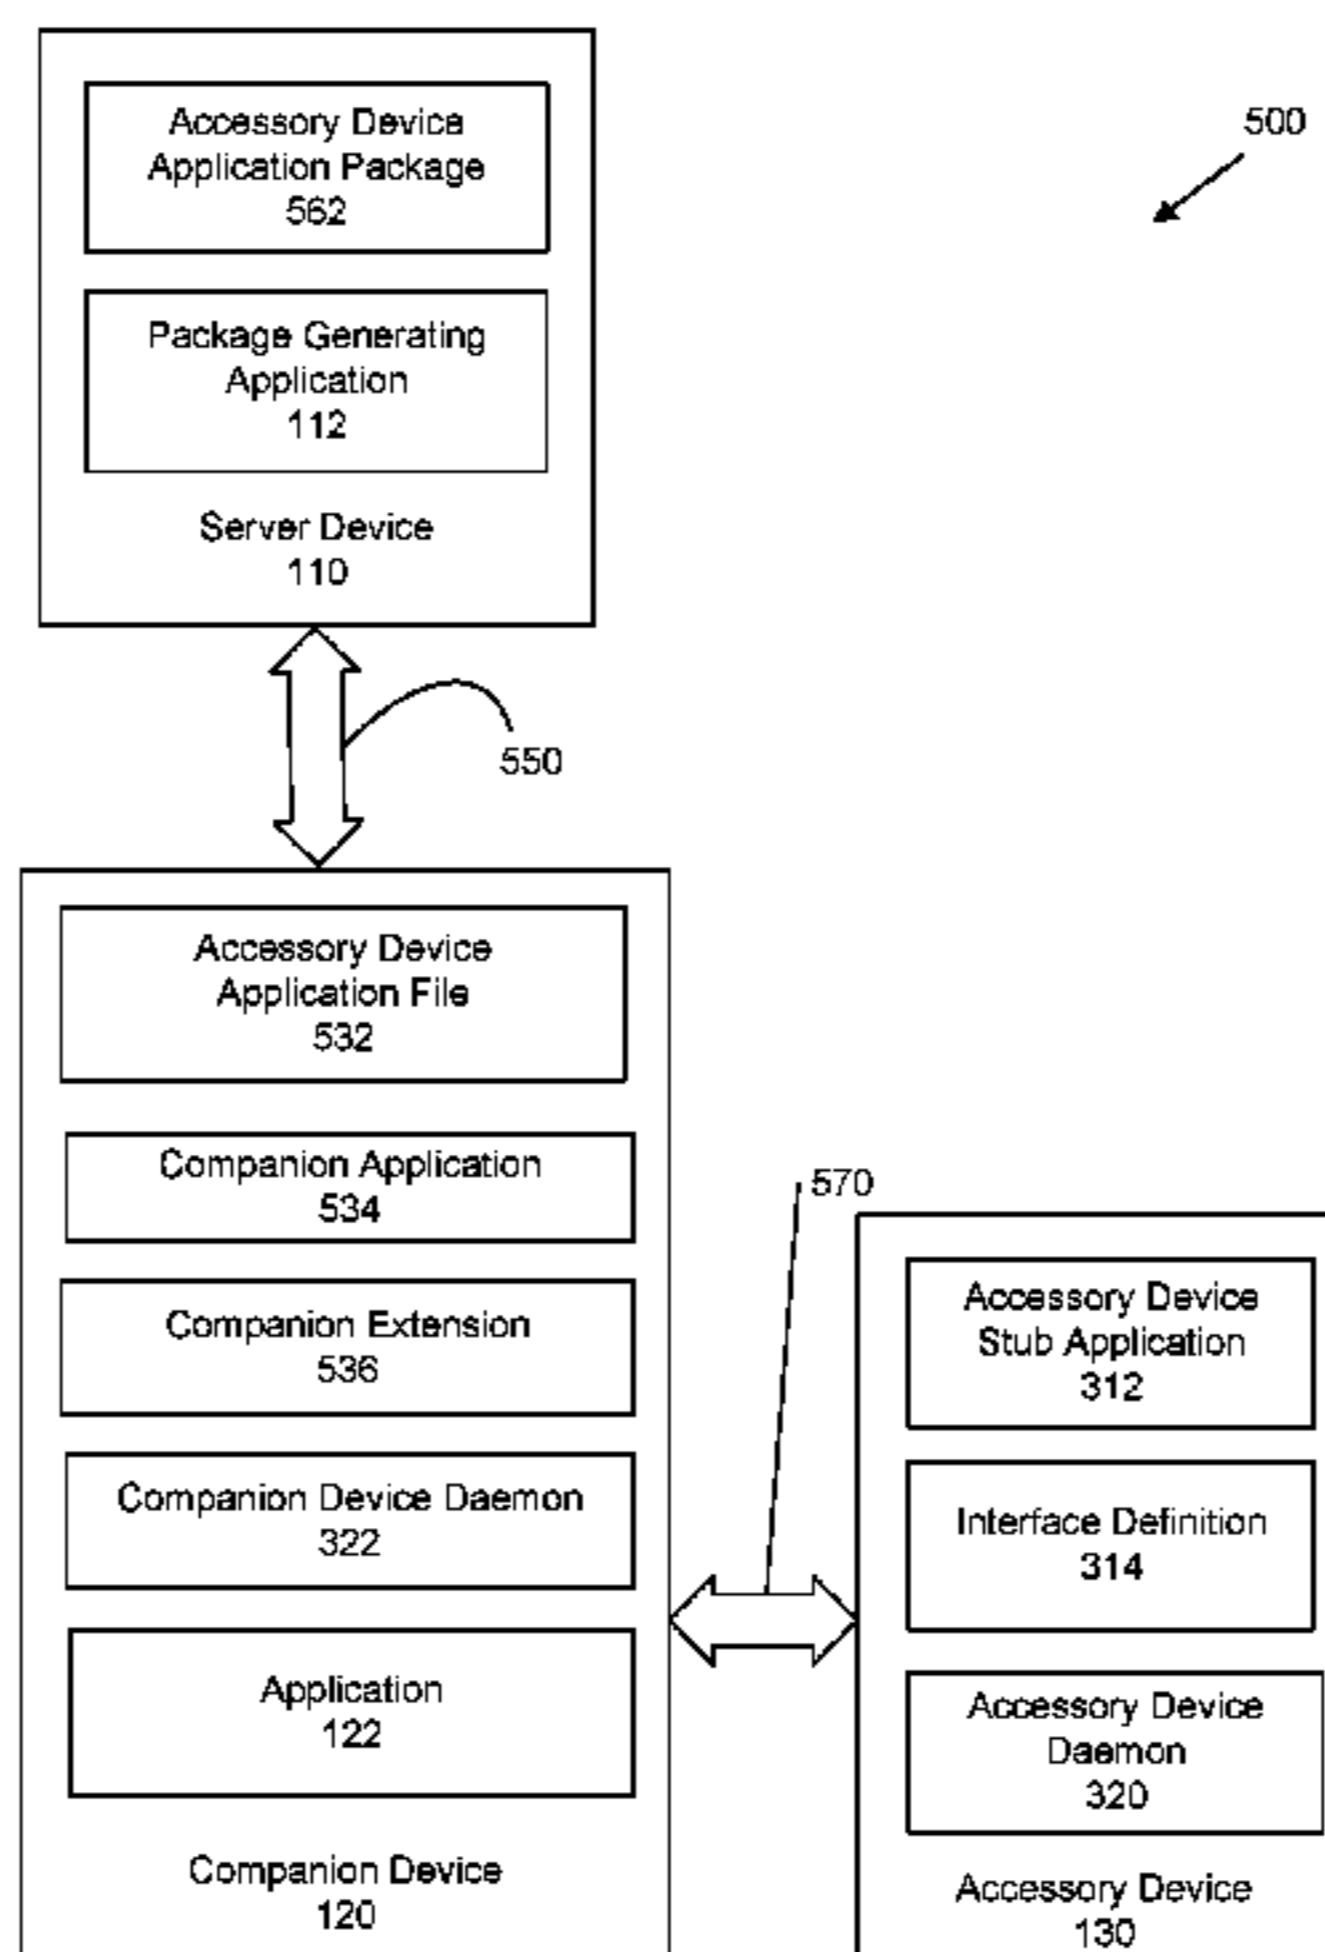 Accessory Device
Application Package
562
500
Package Generating
Application
112
Server Device
110
550
Accessory Device
Application File
532
Companion Application
534
570
Companion Extension
536
Accessory Device
Stub Application
312
Companion Device Daemon
322
Interface Definition
314
Application
122
Accessory Device
Daemon
320
Companion Device
120
Accessory Device
130